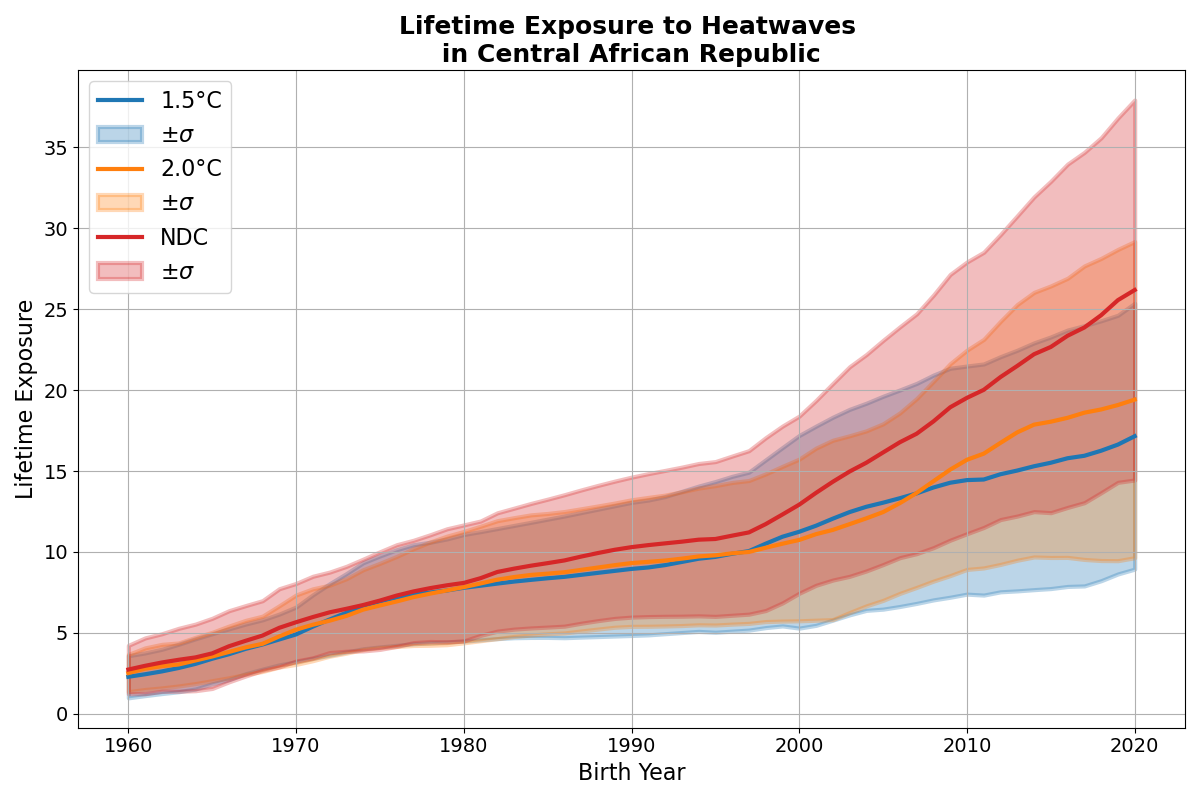 Lifetime Exposure to Heatwaves
in Central African Republic
1.5°C
±σ
2.0°C
±σ
NDC
±σ
Lifetime Exposure
35
30
25
20
15
10
5
0
1960 1970 1980 1990 2000 2010 2020
Birth Year